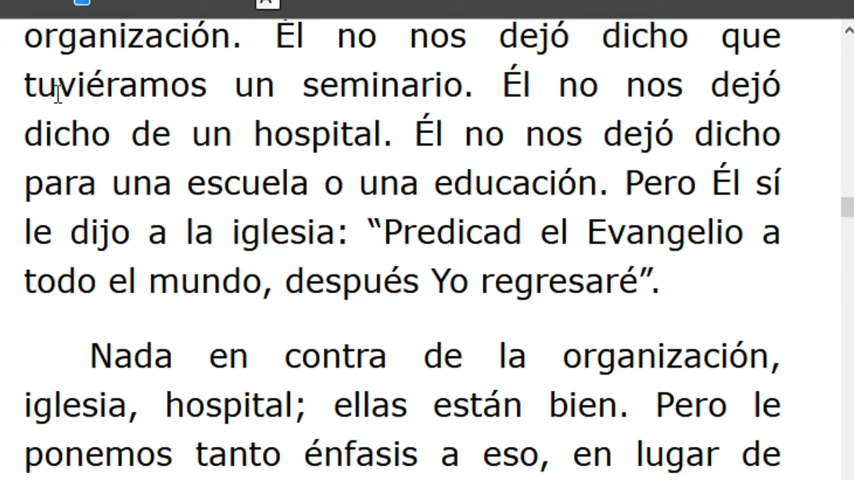 organización. Él no nos dejó dicho que
tuviéramos un seminario. Él no nos dejó
dicho de un hospital. Él no nos dejó dicho
para una escuela o una educación. Pero Él sí
le dijo a la iglesia: “Predicad el Evangelio a
todo el mundo, después Yo regresaré”.
Nada en contra de la organización,
iglesia, hospital; ellas están bien. Pero le
ponemos tanto énfasis a eso, en lugar de